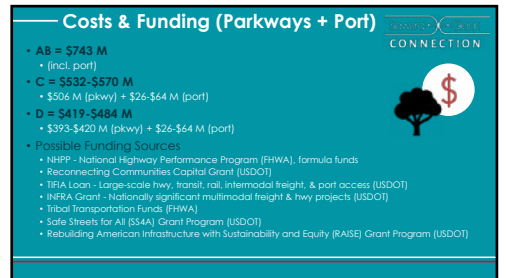 Costs & Funding (Parkways + Port)
CONNECTION
• AB = $743 M
• (incl. port)
• C = $532-$570 M
• $506 M (pkwy) + $26-$64 M (port)
• D = $419-$484 M
• $393-$420 M (pkwy) + $26-$64 M (port)
$
• Possible Funding Sources
• NHPP - National Highway Performance Program (FHWA), formula funds
• Reconnecting Communities Capital Grant (USDOT)
• TIFIA Loan - Large-scale hwy, transit, rail, intermodal freight, & port access (USDOT)
• INFRA Grant - Nationally significant multimodal freight & hwy projects (USDOT)
• Tribal Transportation Funds (FHWA)
• Safe Streets for All (SS4A) Grant Program (USDOT)
• Rebuilding American Infrastructure with Sustainability and Equity (RAISE) Grant Program (USDOT)